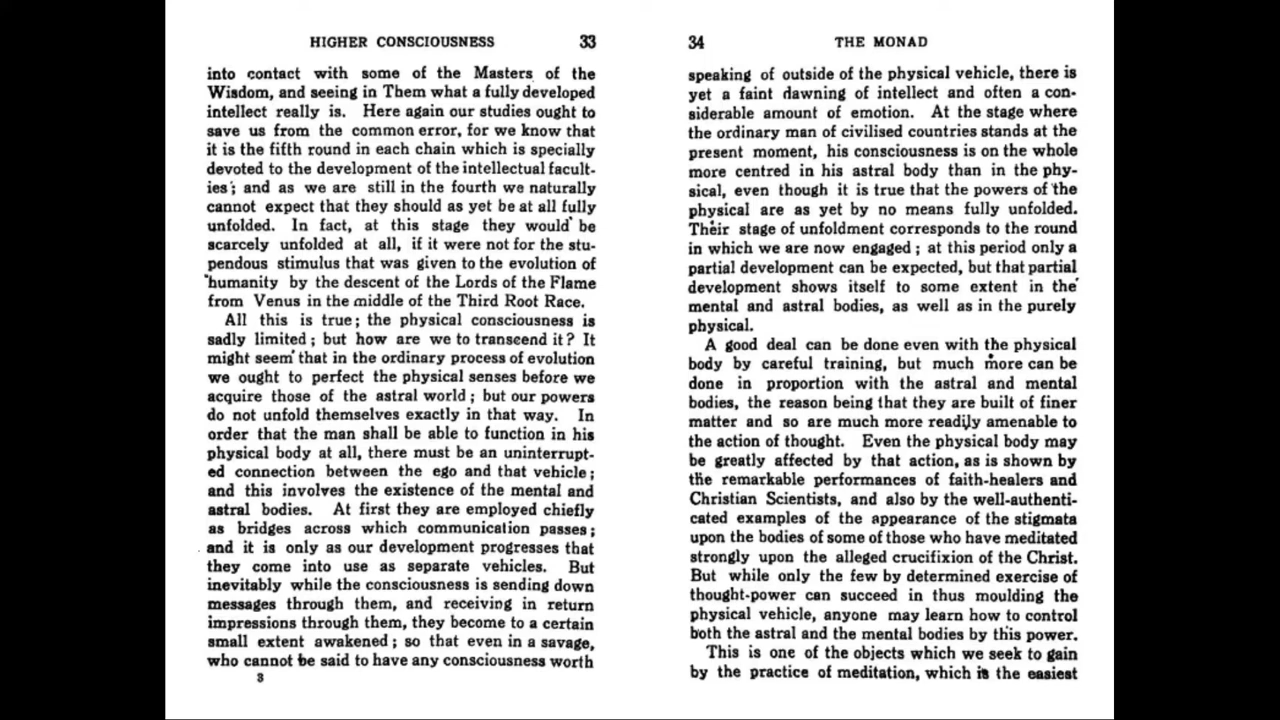 HIGHER CONSCIOUSNESS 33
into contact with some of the Masters of the
Wisdom, and seeing in Them what a fully developed
intellect really is. Here again our studies ought to
save us from the common error, for we know that
it is the fifth round in each chain which is specially
devoted to the development of the intellectual facult-
ies; and as we are still in the fourth we naturally
cannot expect that they should as yet be at all fully
unfolded. In fact, at this stage they would be
scarcely unfolded at all, if it were not for the stu-
pendous stimulus that was given to the evolution of
humanity by the descent of the Lords of the Flame
from Venus in the middle of the Third Root Race.
All this is true; the physical consciousness is
sadly limited; but how are we to transcend it? It
might seem that in the ordinary process of evolution
we ought to perfect the physical senses before we
acquire those of the astral world; but our powers
do not unfold themselves exactly in that way. In
order that the man shall be able to function in his
physical body at all, there must be an uninterrupt-
ed connection between the ego and that vehicle;
and this involves the existence of the mental and
astral bodies. At first they are employed chiefly
as bridges across which communication passes;
and it is only as our development progresses that
they come into use as separate vehicles. But
inevitably while the consciousness is sending down
messages through them, and receiving in return
impressions through them, they become to a certain
small extent awakened; so that even in a savage,
who cannot be said to have any consciousness worth
3
34 THE MONAD
speaking of outside of the physical vehicle, there is
yet a faint dawning of intellect and often a con-
siderable amount of emotion. At the stage where
the ordinary man of civilised countries stands at the
present moment, his consciousness is on the whole
more centred in his astral body than in the phy-
sical, even though it is true that the powers of the
physical are as yet by no means fully unfolded.
Their stage of unfoldment corresponds to the round
in which we are now engaged; at this period only a
partial development can be expected, but that partial
development shows itself to some extent in the
mental and astral bodies, as well as in the purely
physical.
A good deal can be done even with the physical
body by careful training, but much more can be
done in proportion with the astral and mental
bodies, the reason being that they are built of finer
matter and so are much more readily amenable to
the action of thought. Even the physical body may
be greatly affected by that action, as is shown by
the remarkable performances of faith-healers and
Christian Scientists, and also by the well-authenti-
cated examples of the appearance of the stigmata
upon the bodies of some of those who have meditated
strongly upon the alleged crucifixion of the Christ.
But while only the few by determined exercise of
thought-power can succeed in thus moulding the
physical vehicle, anyone may learn how to control
both the astral and the mental bodies by this power.
This is one of the objects which we seek to gain
by the practice of meditation, which is the easiest